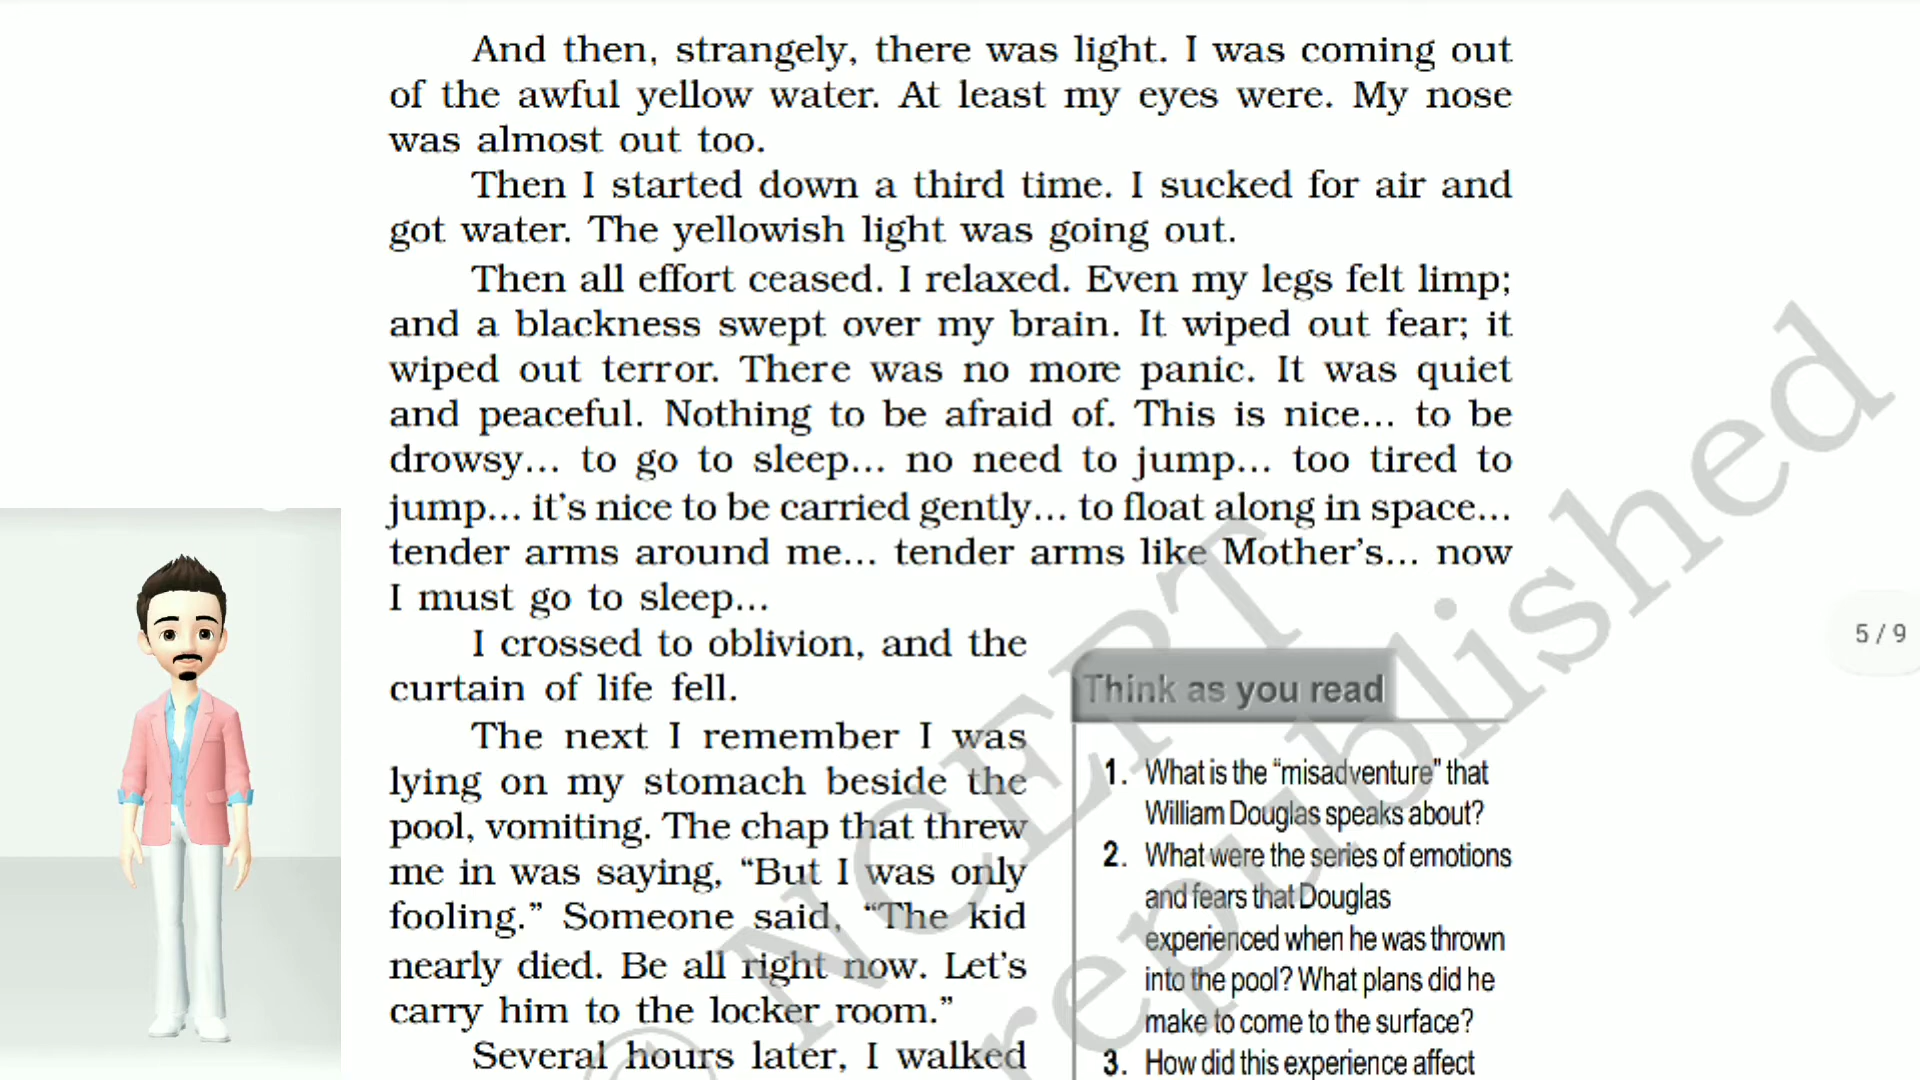 And then, strangely, there was light. I was coming out
of the awful yellow water. At least my eyes were. My nose
was almost out too.
Then I started down a third time. I sucked for air and
got water. The yellowish light was going out.
Then all effort ceased. I relaxed. Even my legs felt limp;
and a blackness swept over my brain. It wiped out fear; it
wiped out terror. There was no more panic. It was quiet
and peaceful. Nothing to be afraid of. This is nice... to be
drowsy... to go to sleep... no need to jump... too tired to
jump... it's nice to be carried gently... to float along in space...
tender arms around me... tender arms like Mother's... now
I must go to sleep...
I crossed to oblivion, and the
curtain of life fell.
The next I remember I was
lying on my stomach beside the
pool, vomiting. The chap that threw
me in was saying, “But I was only
fooling.” Someone said, “The kid
nearly died. Be all right now. Let's
carry him to the locker room.”
Several hours later, I walked
Think as you read
1. What is the “misadventure” that
William Douglas speaks about?
2. What were the series of emotions
and fears that Douglas
experienced when he was thrown
into the pool? What plans did he
make to come to the surface?
3. How did this experience affect
5 / 9
© NCERT
republished